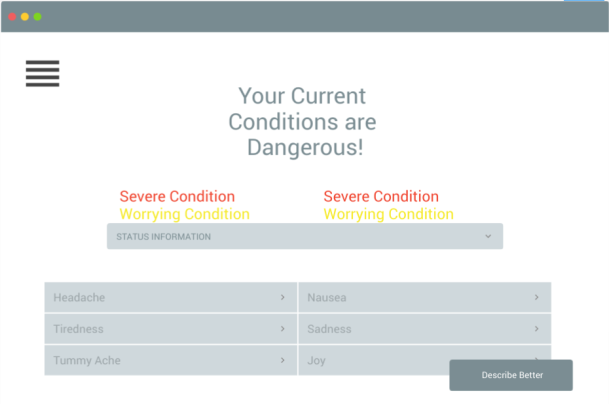 Your Current
Conditions are
Dangerous!
Severe Condition
Worrying Condition
Severe Condition
Worrying Condition
STATUS INFORMATION
Headache
Nausea
Tiredness
Sadness
Tummy Ache
Joy
Describe Better